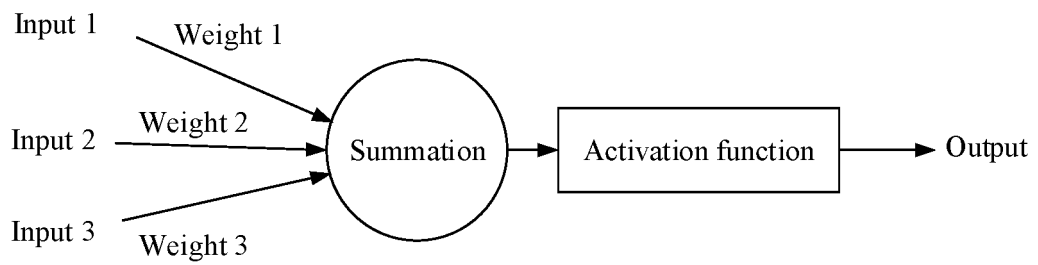 Input 1
Weight 1
Input 2
Weight 2
Input 3
Weight 3
Summation
Activation function
Output